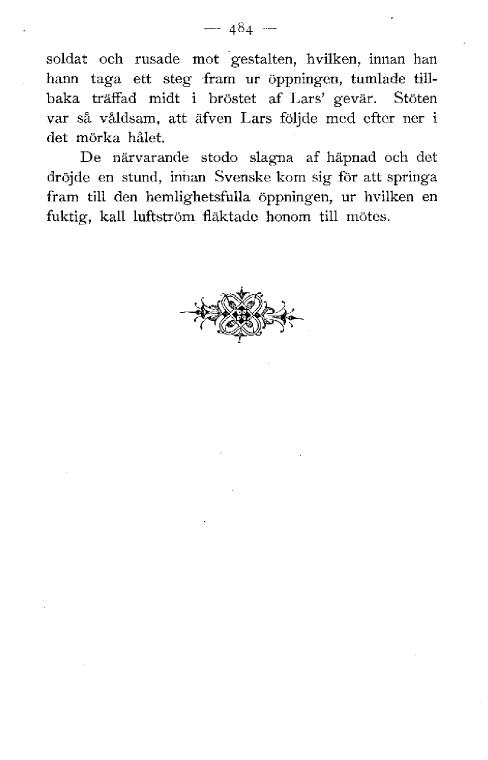 — 484 —
soldat och rusade mot gestalten, hvilken, innan han
hann taga ett steg fram ur öppningen, tumlade till-
baka träffad midt i bröstet af Lars' gevär. Stöten
var så våldsam, att äfven Lars följde med efter ner i
det mörka hålet.
De närvarande stodo slagna af häpnad och det
dröjde en stund, innan Svenske kom sig för att springa
fram till den hemlighetsfulla öppningen, ur hvilken en
fuktig, kall luftström fläktade honom till mötes.